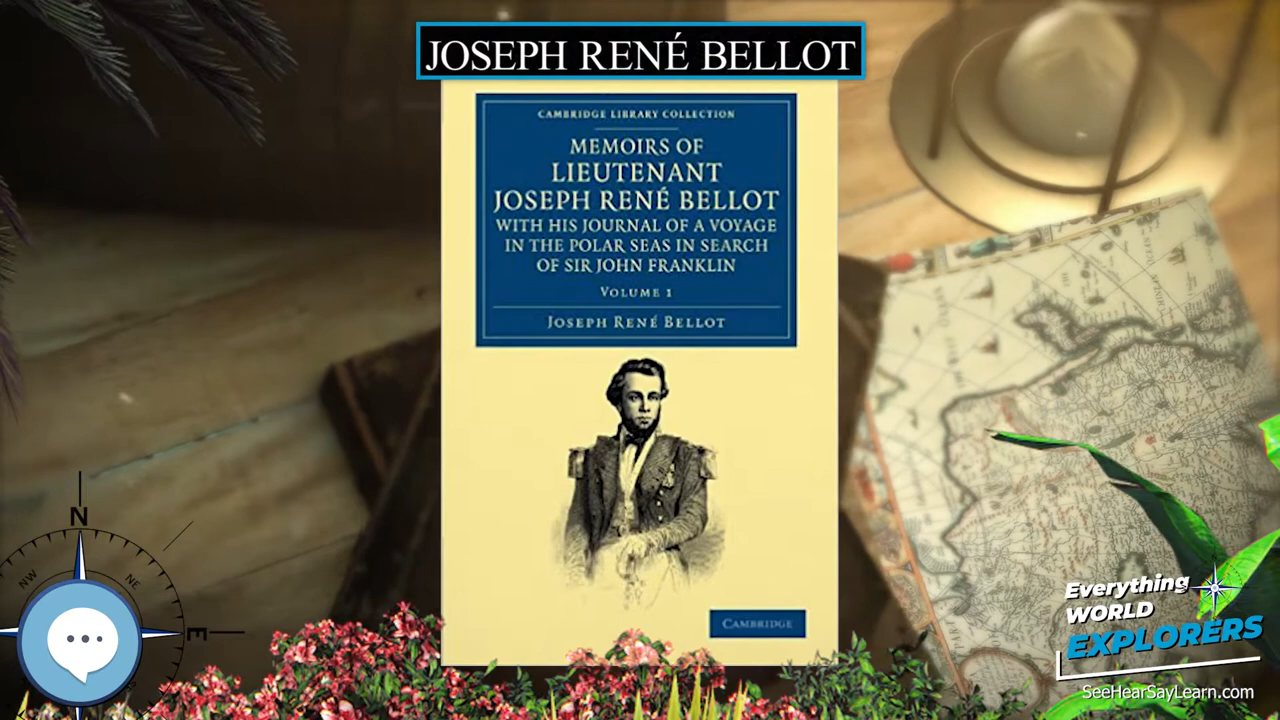 JOSEPH RENÉ BELLOT
CAMBRIDGE LIBRARY COLLECTION
MEMOIRS OF
LIEUTENANT
JOSEPH RENÉ BELLOT
WITH HIS JOURNAL OF A VOYAGE
IN THE POLAR SEAS IN SEARCH
OF SIR JOHN FRANKLIN
VOLUME 1
JOSEPH RENÉ BELLOT
CAMBRIDGE
N
NW
NE
E
Everything
WORLD
EXPLORERS
SeeHearSayLearn.com